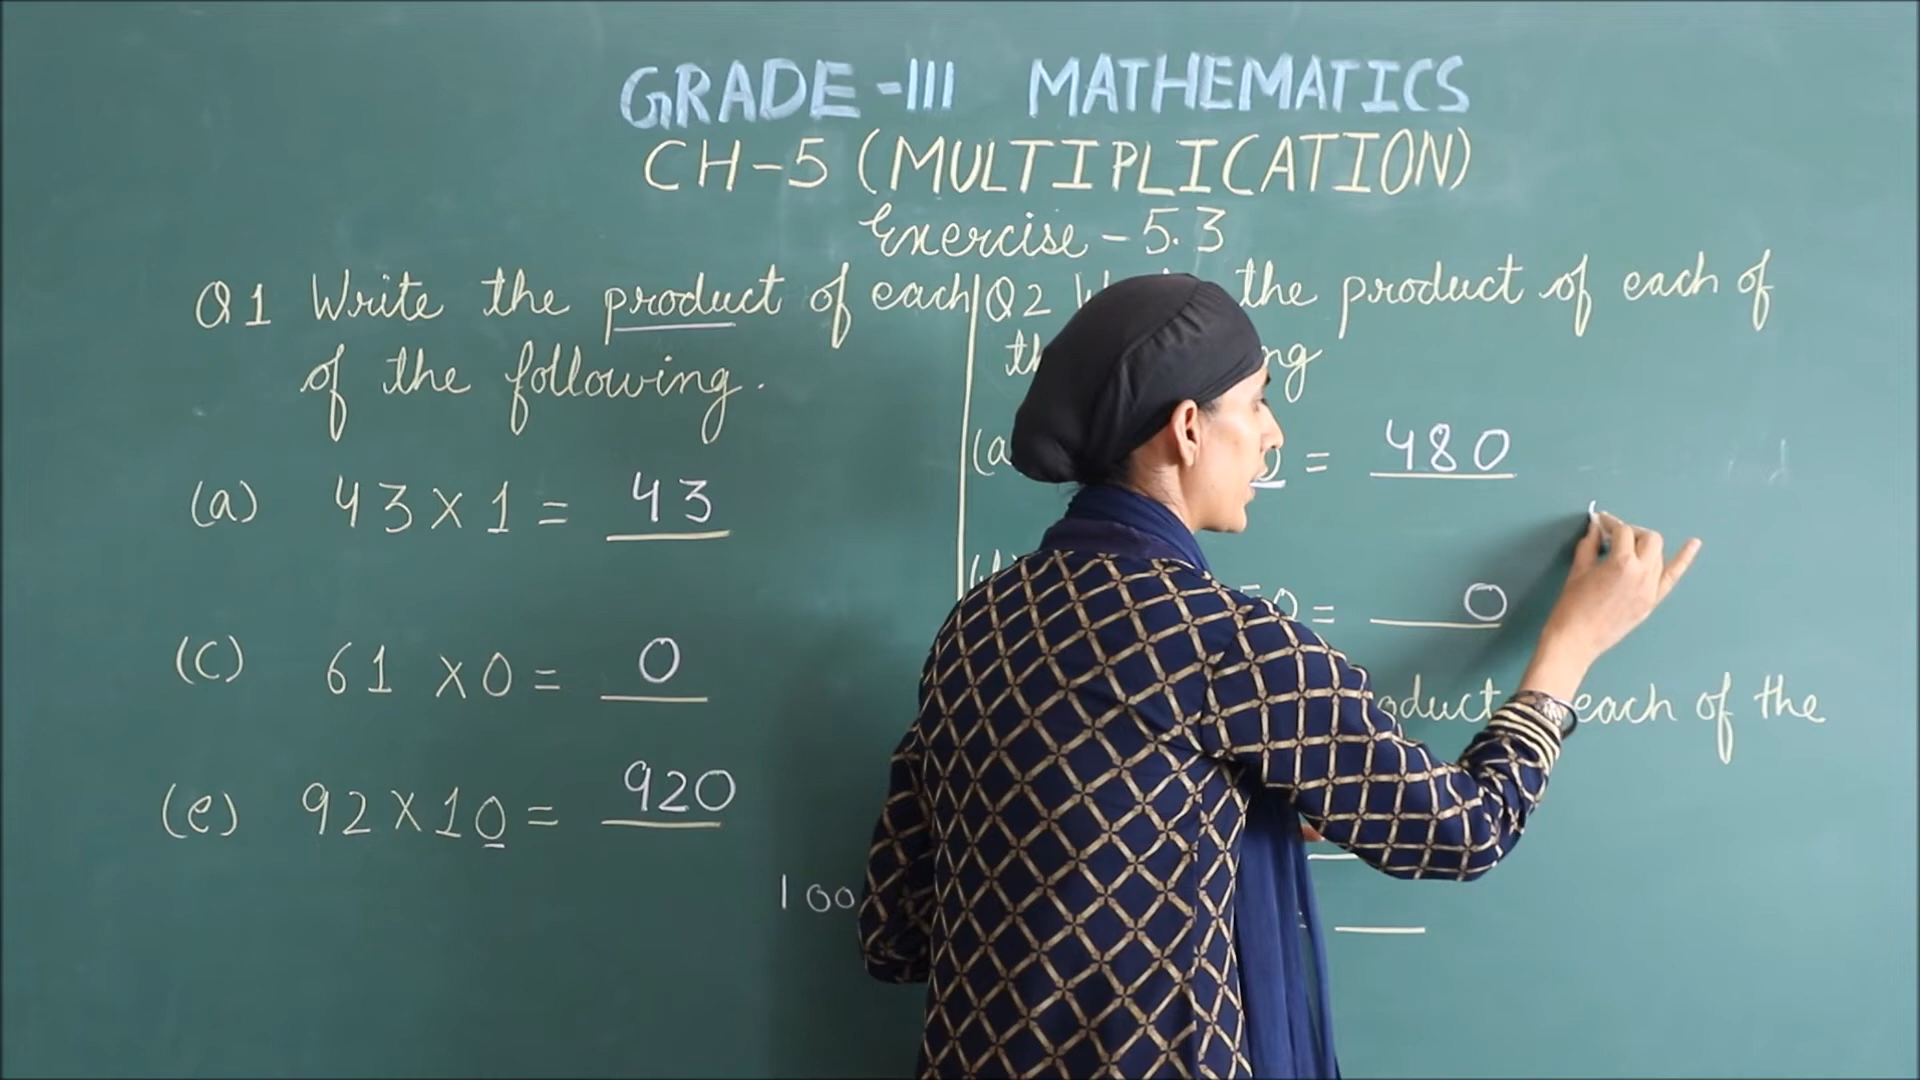 GRADE-III MATHEMATICS
CH-5 (MULTIPLICATION)
Exercise - 5.3
Q1 Write the product of each
of the following.
(a) 43 X 1 = 43
(c) 61 X 0 = 0
(e) 92 X 10 = 920
100
Q2 the product of each of
= 480
0 = 0
each of the